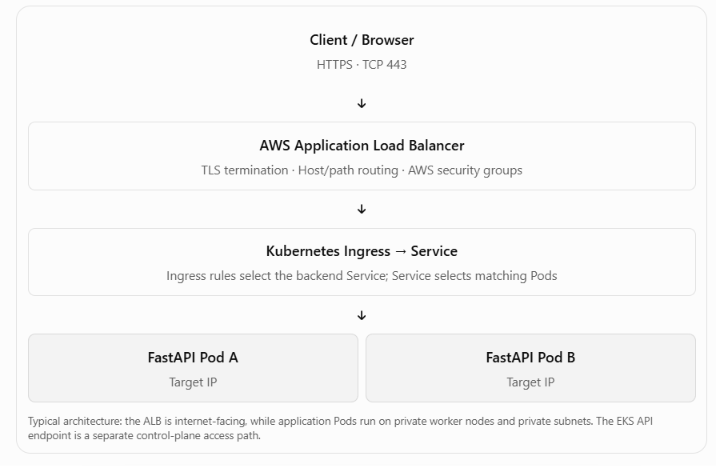 Client / Browser
HTTPS · TCP 443
↓
AWS Application Load Balancer
TLS termination · Host/path routing · AWS security groups
↓
Kubernetes Ingress → Service
Ingress rules select the backend Service; Service selects matching Pods
↓
FastAPI Pod A
Target IP
FastAPI Pod B
Target IP
Typical architecture: the ALB is internet-facing, while application Pods run on private worker nodes and private subnets. The EKS API
endpoint is a separate control-plane access path.